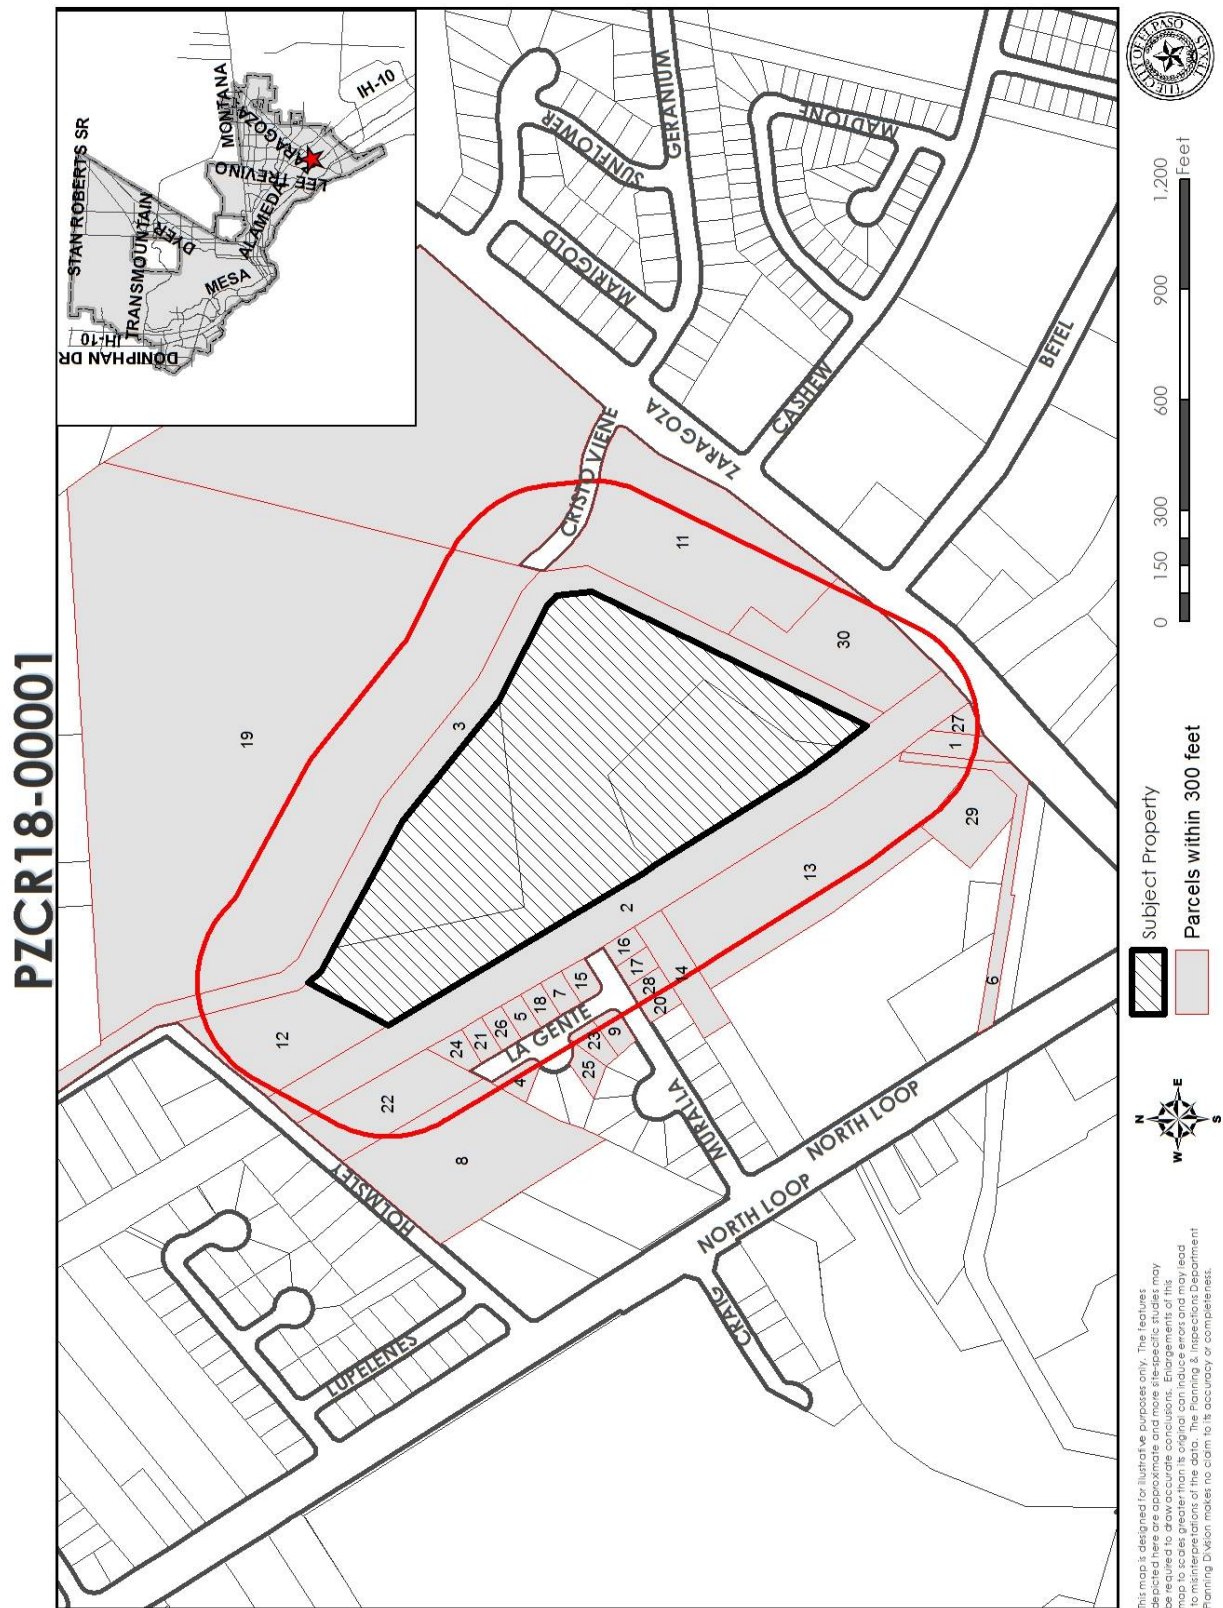 PZCR18-00001
STAN ROBERTS SR
DONIPHAN DR
IH-10
TRANSMOUNTAIN
DYER
MESA
MONTANA
ALAMEDA
LEE TREVINO
ZARAGOZA
IH-10
19
3
12
22
8
24
21
26
5
18
7
15
4
LA GENTE
25
23
9
16
17
28
20
14
2
13
11
30
1
27
29
6
HOLMSLEY
LUPELENES
MURALLA
NORTH LOOP
NORTH LOOP
CRAIG
CRISTO VIENE
ZARAGOZA
MARIGOLD
SUNFLOWER
GERANIUM
MADTONE
CASHEW
BETEL
This map is designed for illustrative purposes only. The features
depicted here are approximate and more site-specific studies may
be required to draw accurate conclusions. Enlargements of this
map to scales greater than its original can induce errors and may lead
to misinterpretations of the data. The Planning & Inspections Department
Planning Division makes no claim to its accuracy or completeness.
N
W
E
S
Subject Property
Parcels within 300 feet
0 150 300 600 900 1,200
Feet
THE CITY OF EL PASO
TEXAS